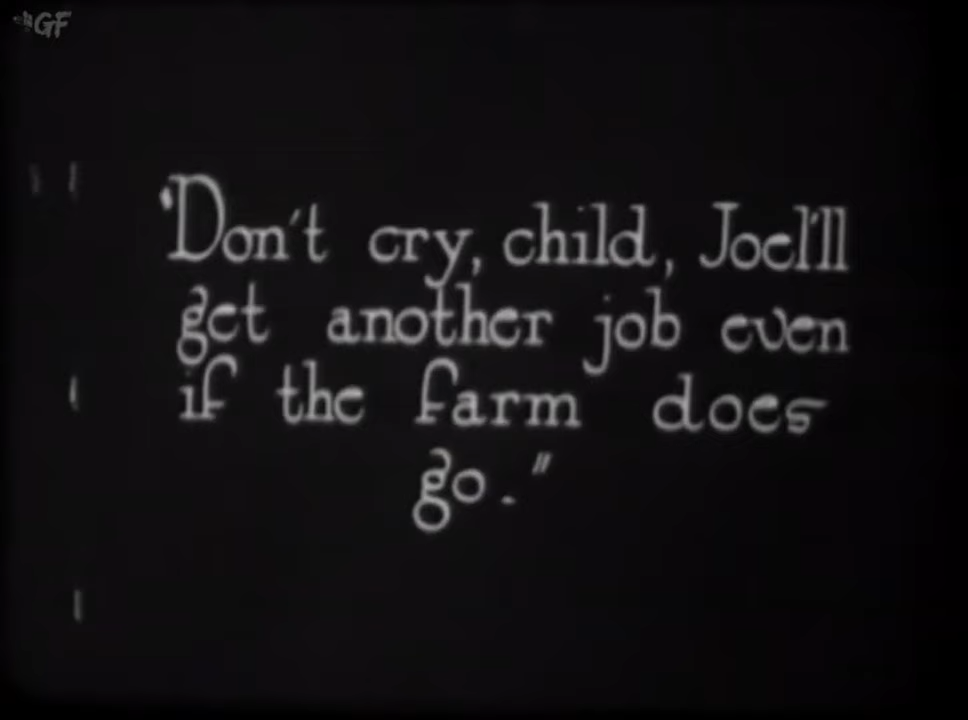 GF
"Don't cry, child, Joel'll
get another job even
if the farm does
go."